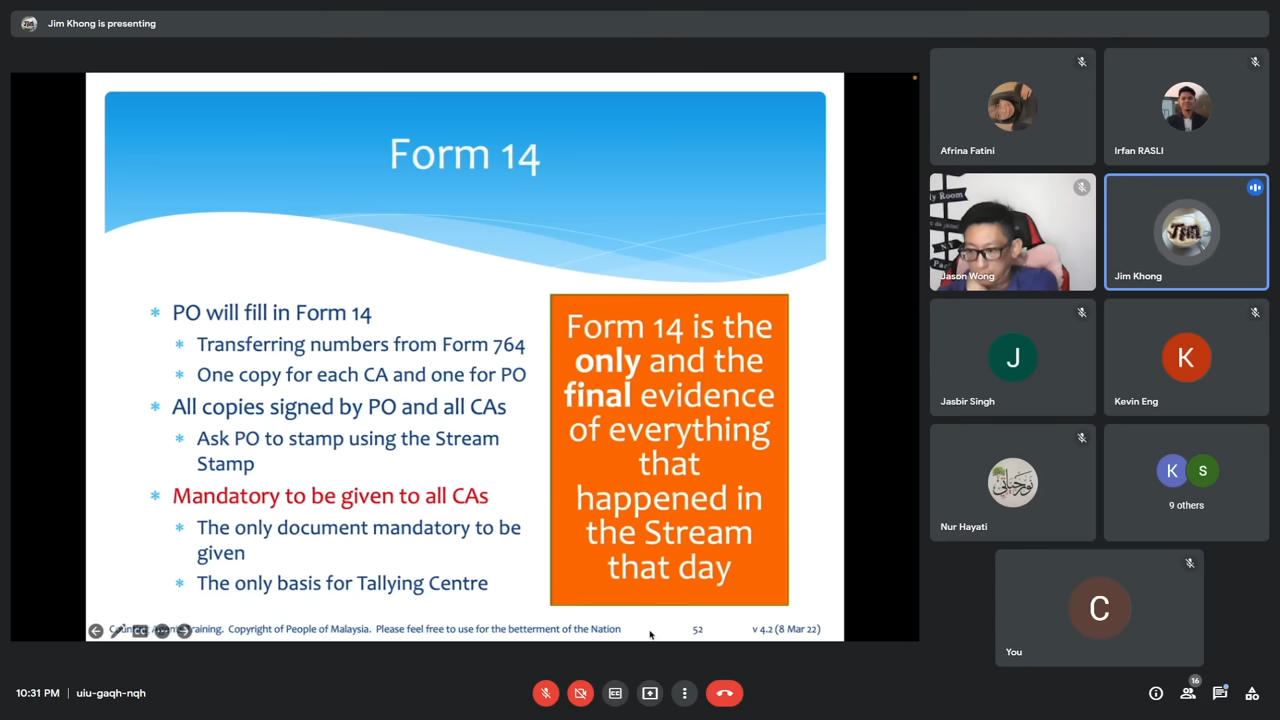 Jim Khong is presenting
Form 14
PO will fill in Form 14
Transferring numbers from Form 764
One copy for each CA and one for PO
All copies signed by PO and all CAs
Ask PO to stamp using the Stream
Stamp
Mandatory to be given to all CAs
The only document mandatory to be
given
The only basis for Tallying Centre
Form 14 is the
only and the
final evidence
of everything
that
happened in
the Stream
that day
Training. Copyright of People of Malaysia. Please feel free to use for the betterment of the Nation
52
v 4.2 (8 Mar 22)
Afrina Fatini
Irfan RASLI
Jason Wong
Jim
Jim Khong
J
Jasbir Singh
K
Kevin Eng
Nur Hayati
K
S
9 others
C
You
10:31 PM
uiu-gaqh-nqh
16